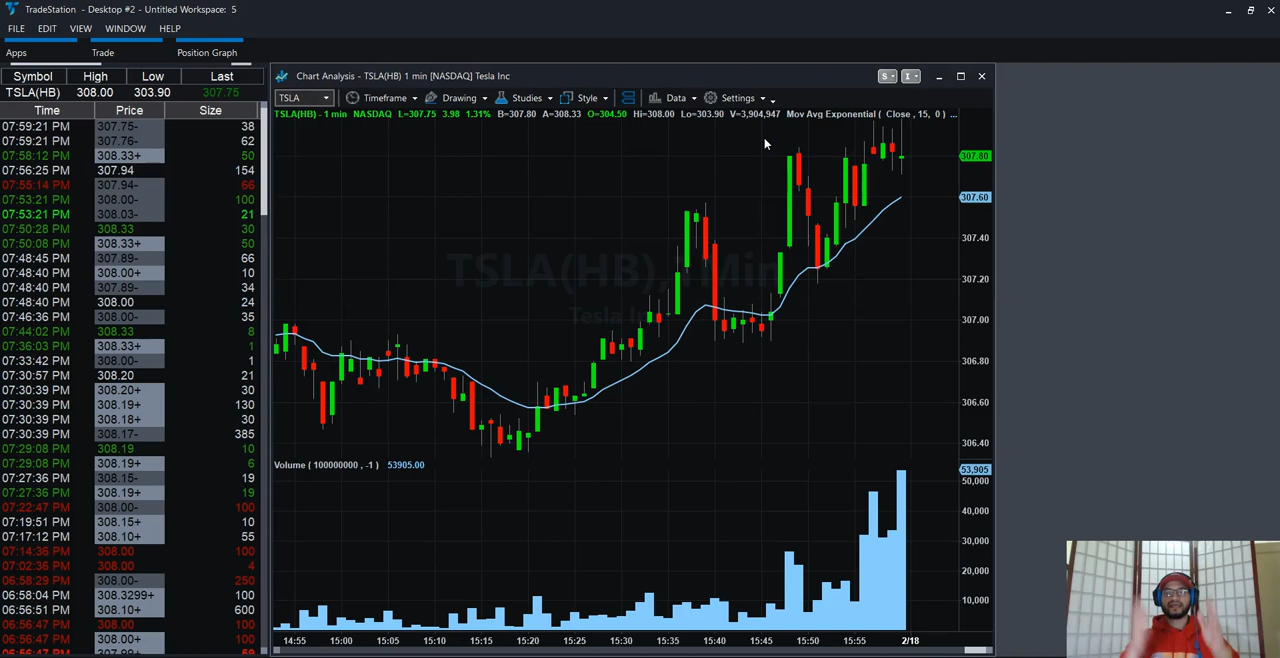 TradeStation - Desktop #2 - Untitled Workspace: 5
FILE EDIT VIEW WINDOW HELP
Apps Trade Position Graph
Symbol High Low Last
TSLA(HB) 308.00 303.90 307.75
Time Price Size
07:59:21 PM 307.75- 38
07:59:21 PM 307.76- 62
07:58:12 PM 308.33+ 50
07:56:25 PM 307.94 154
07:55:14 PM 307.94- 66
07:53:21 PM 308.00- 100
07:53:21 PM 308.03- 21
07:50:28 PM 308.33 30
07:50:08 PM 308.33+ 50
07:48:45 PM 307.89- 66
07:48:40 PM 308.00+ 10
07:48:40 PM 307.89- 34
07:48:40 PM 308.00 24
07:46:36 PM 308.00- 35
07:44:02 PM 308.33 8
07:36:03 PM 308.33+ 1
07:33:42 PM 308.00- 1
07:30:57 PM 308.20 21
07:30:39 PM 308.20+ 30
07:30:39 PM 308.19+ 130
07:30:39 PM 308.18+ 30
07:30:39 PM 308.17- 385
07:29:08 PM 308.19 10
07:29:08 PM 308.19+ 6
07:27:36 PM 308.15- 19
07:27:36 PM 308.19+ 19
07:22:47 PM 308.00- 100
07:19:51 PM 308.15+ 10
07:17:12 PM 308.10+ 55
07:14:36 PM 308.00 100
07:02:36 PM 308.00 4
06:58:29 PM 308.00- 250
06:58:04 PM 308.3299+ 100
06:56:51 PM 308.10+ 600
06:56:47 PM 308.00+ 100
06:56:47 PM 307.99+ 59
Chart Analysis - TSLA(HB) 1 min [NASDAQ] Tesla Inc
S I
TSLA Timeframe Drawing Studies Style Data Settings
TSLA(HB) - 1 min NASDAQ L=307.75 3.98 1.31% B=307.80 A=308.33 O=304.50 Hi=308.00 Lo=303.90 V=3,904,947 Mov Avg Exponential ( Close , 15, 0 ) ...
307.80
307.60
307.40
TSLA(HB),1Min
307.20
Tesla Inc
307.00
306.80
306.60
306.40
Volume ( 100000000 , -1 ) 53905.00
53,905
50,000
40,000
30,000
20,000
10,000
14:55 15:00 15:05 15:10 15:15 15:20 15:25 15:30 15:35 15:40 15:45 15:50 15:55 2/18